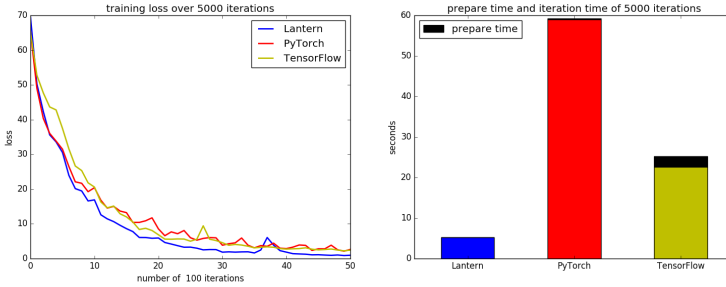 training loss over 5000 iterations
70
60
50
40
30
20
10
0
loss
Lantern
PyTorch
TensorFlow
0
10
20
30
40
50
number of 100 iterations
prepare time and iteration time of 5000 iterations
60
50
40
30
20
10
0
seconds
prepare time
Lantern
PyTorch
TensorFlow